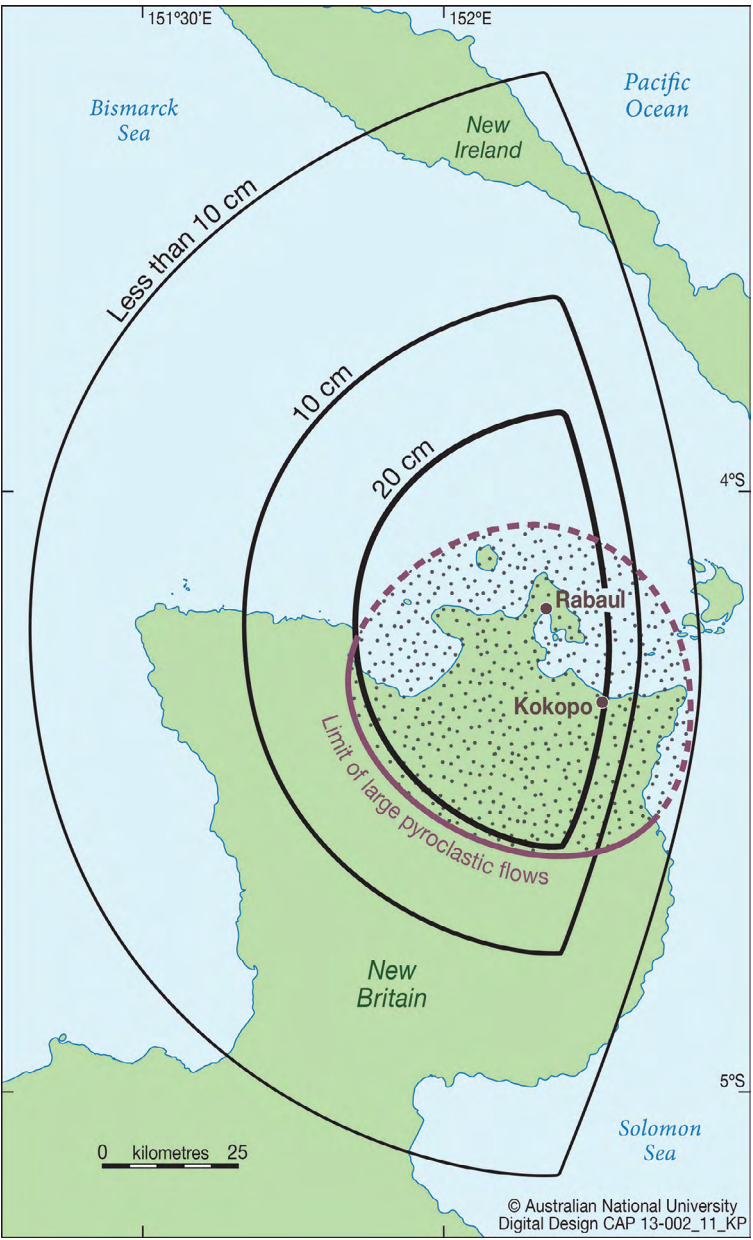 151°30'E
152°E
Bismarck
Sea
Pacific
Ocean
New
Ireland
Less than 10 cm
10 cm
20 cm
4°S
Rabaul
Kokopo
Limit of large pyroclastic flows
New
Britain
5°S
0 kilometres 25
Solomon
Sea
© Australian National University
Digital Design CAP 13-002_11_KP